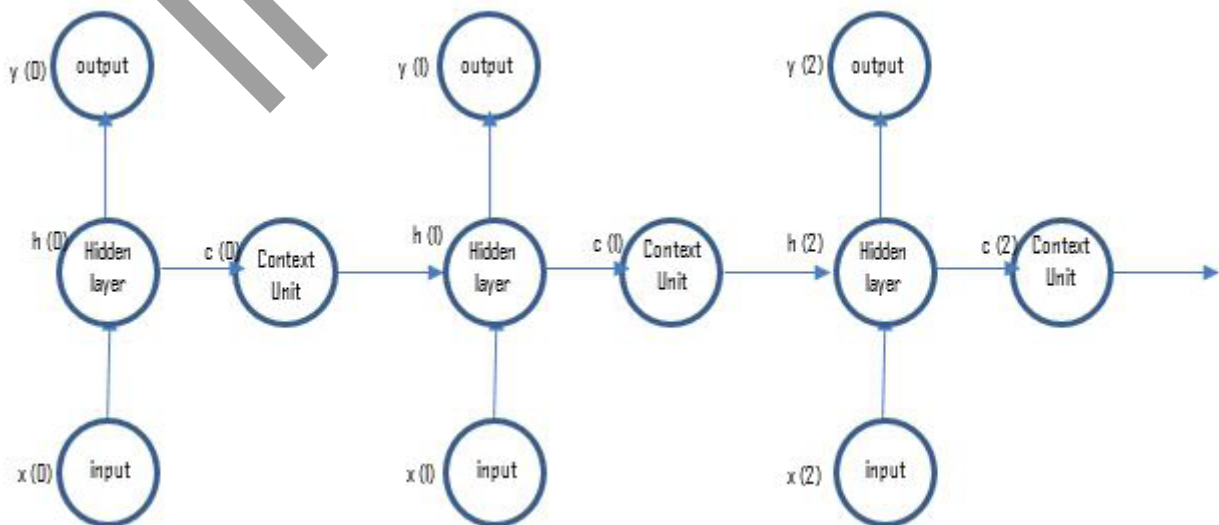 y (0)
output
y (1)
output
y (2)
output
h (0)
Hidden
layer
c (0)
Context
Unit
h (1)
Hidden
layer
c (1)
Context
Unit
h (2)
Hidden
layer
c (2)
Context
Unit
x (0)
input
x (1)
input
x (2)
input